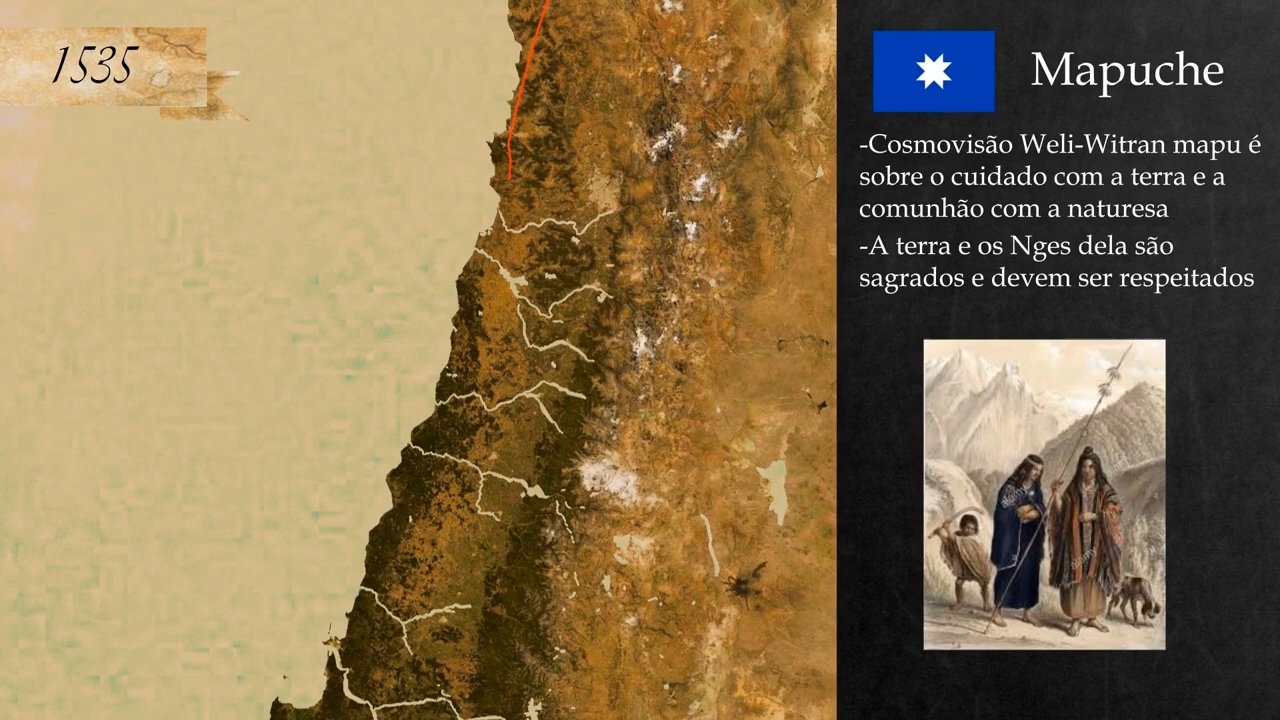 1535
Mapuche
-Cosmovisão Weli-Witran mapu é
sobre o cuidado com a terra e a
comunhão com a naturesa
-A terra e os Nges dela são
sagrados e devem ser respeitados